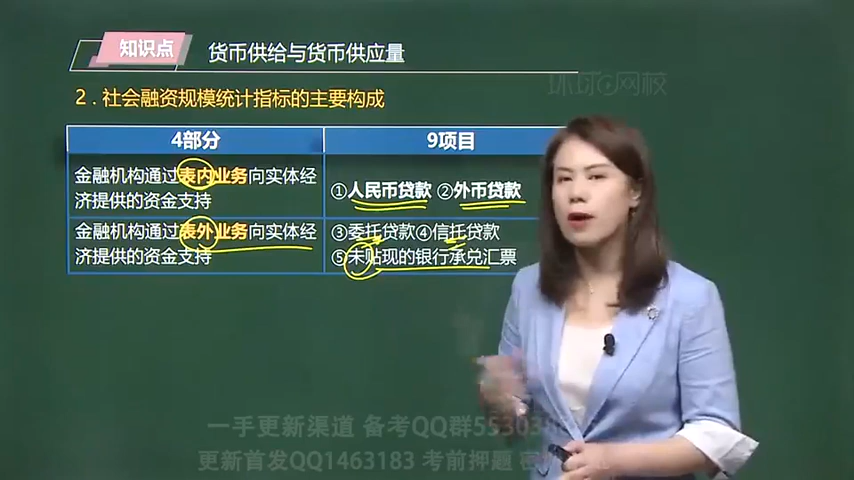 知识点
货币供给与货币供应量
环球网校
2．社会融资规模统计指标的主要构成
4部分
9项目
金融机构通过表内业务向实体经
济提供的资金支持
①人民币贷款 ②外币贷款
金融机构通过表外业务向实体经
济提供的资金支持
③委托贷款④信托贷款
⑤未贴现的银行承兑汇票
一手更新渠道 备考QQ群55303
更新首发QQ1463183 考前押题